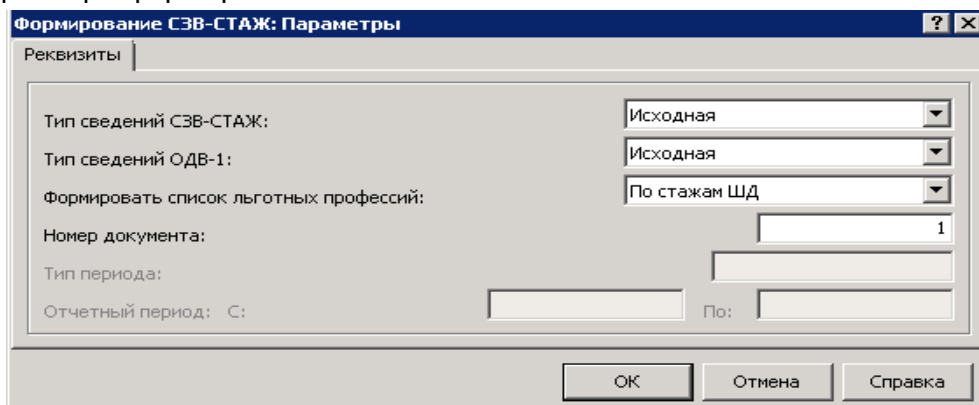 Формирование СЗВ-СТАЖ: Параметры
Реквизиты
Тип сведений СЗВ-СТАЖ: Исходная
Тип сведений ОДВ-1: Исходная
Формировать список льготных профессий: По стажам ШД
Номер документа: 1
Тип периода:
Отчетный период: С: По:
ОК Отмена Справка